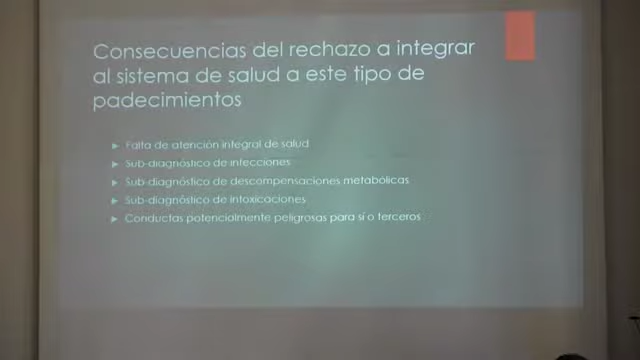 Consecuencias del rechazo a integrar
al sistema de salud a este tipo de
padecimientos
Falta de atención integral de salud
Sub-diagnóstico de infecciones
Sub-diagnóstico de descompensaciones metabólicas
Sub-diagnóstico de intoxicaciones
Conductas potencialmente peligrosas para sí o terceros